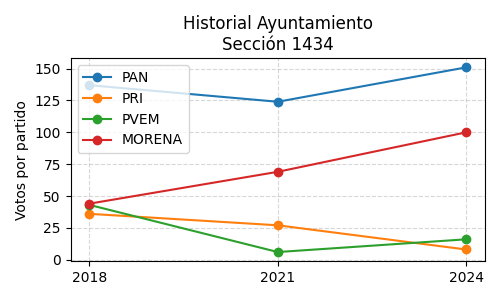 Historial Ayuntamiento
Sección 1434
Votos por partido
150
125
100
75
50
25
0
PAN
PRI
PVEM
MORENA
2018 2021 2024